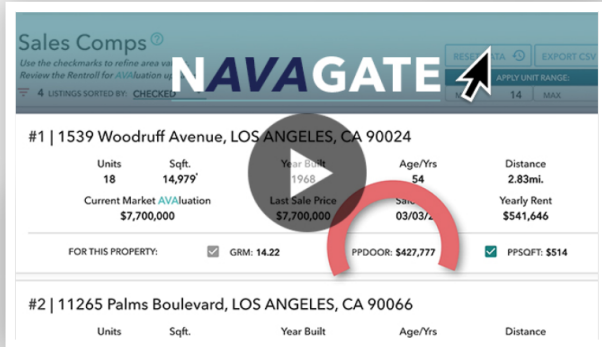 Sales Comps ?
Use the checkmarks to refine area va
Review the Rentroll for AVAluation up
4 LISTINGS SORTED BY: CHECKED
NAVAGATE
RESET DATA
EXPORT CSV
APPLY UNIT RANGE:
14 MAX
#1 | 1539 Woodruff Avenue, LOS ANGELES, CA 90024
Units Sqft. Year Built Age/Yrs Distance
18 14,979* 1968 54 2.83mi.
Current Market AVAluation Last Sale Price Yearly Rent
$7,700,000 $7,700,000 03/03/2 $541,646
FOR THIS PROPERTY: GRM: 14.22 PPDOOR: $427,777 PPSQFT: $514
#2 | 11265 Palms Boulevard, LOS ANGELES, CA 90066
Units Sqft. Year Built Age/Yrs Distance